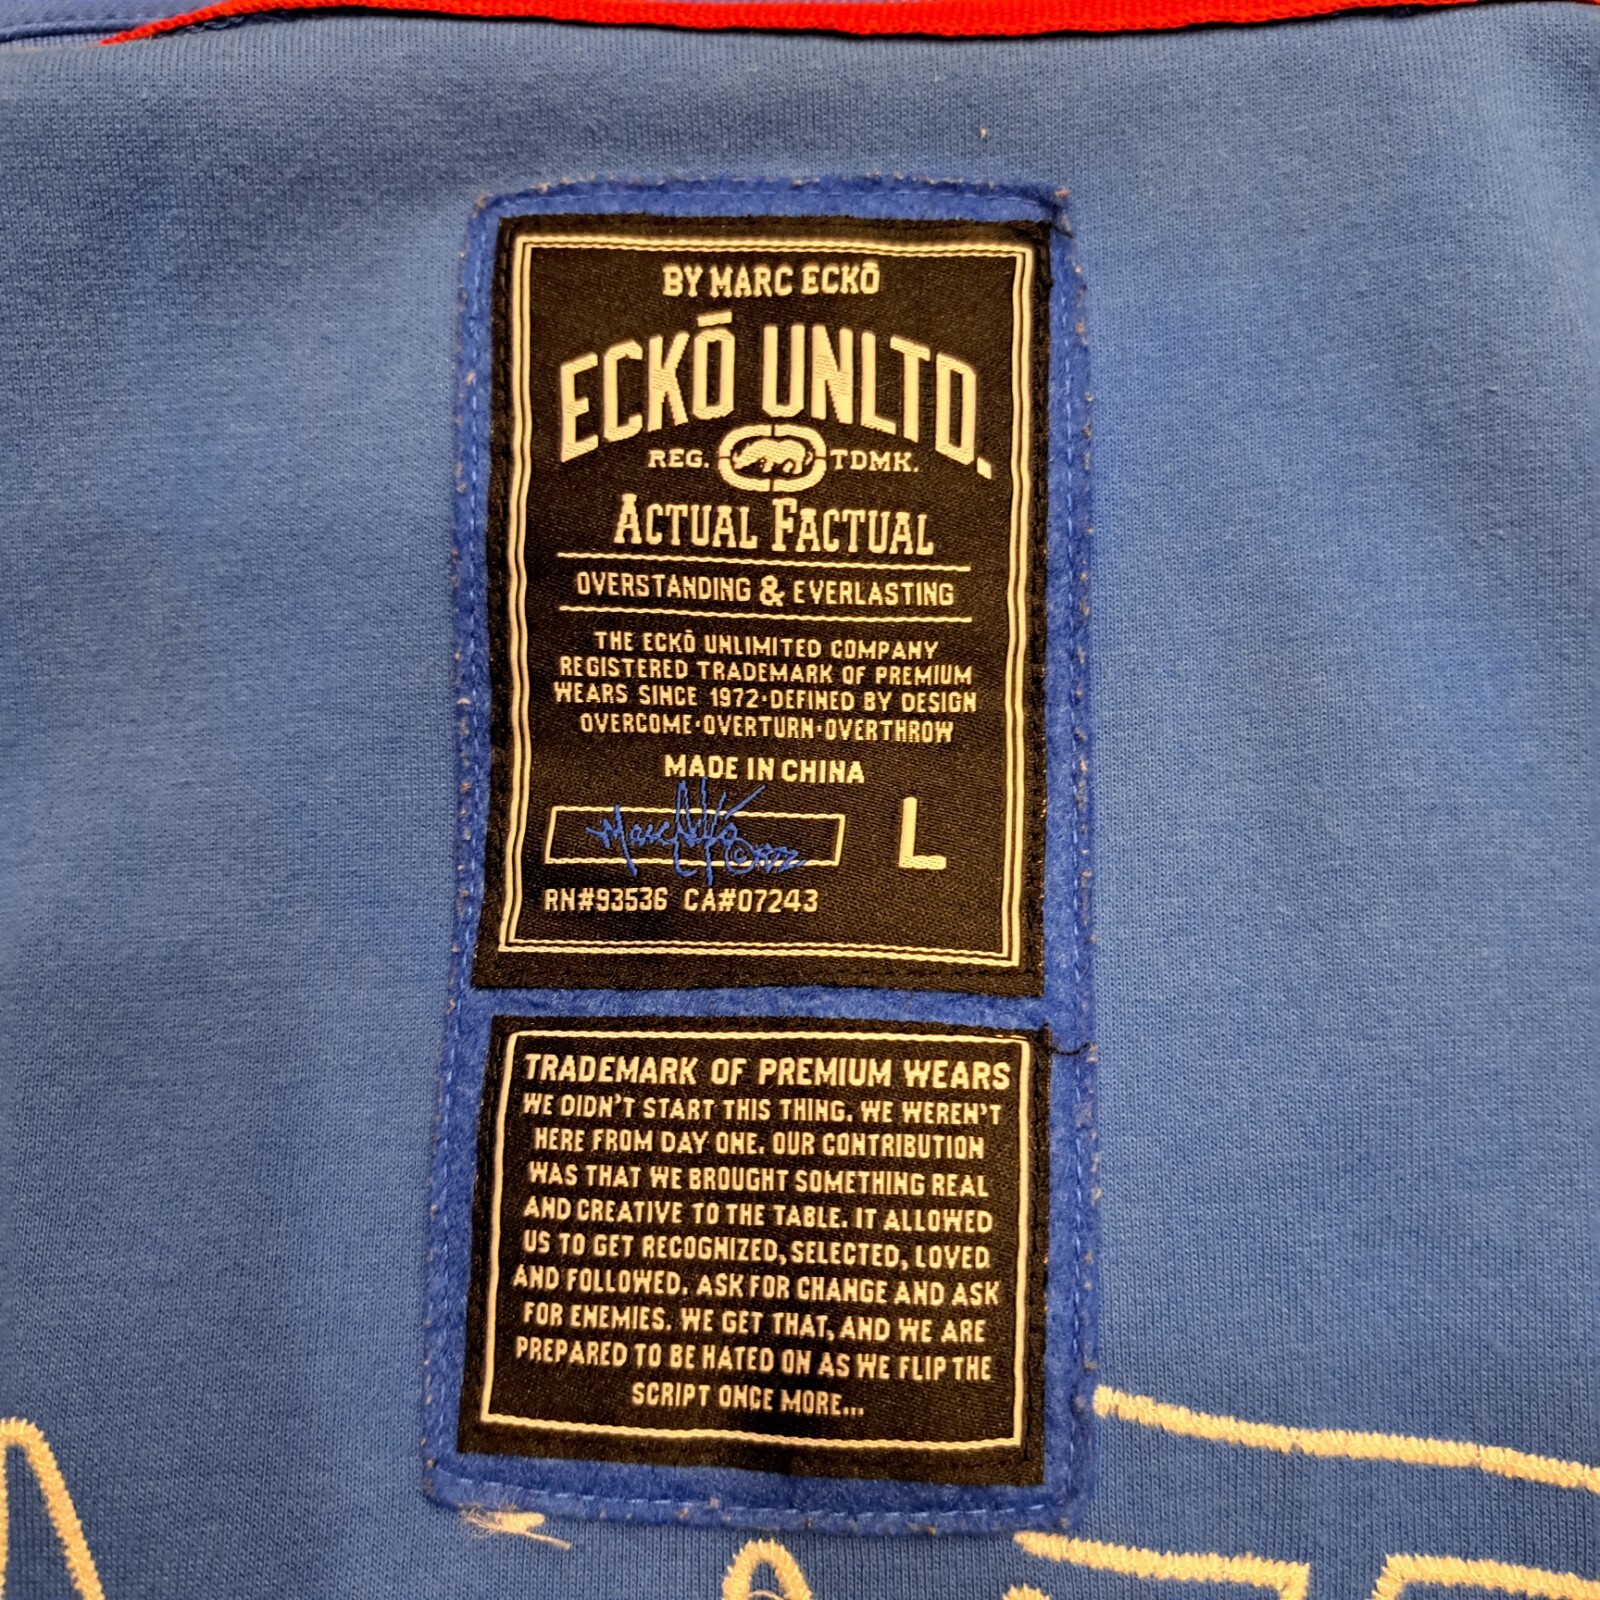 BY MARC ECKŌ
ECKŌ UNLTD.
REG. TDMK.
ACTUAL FACTUAL
OVERSTANDING & EVERLASTING
THE ECKŌ UNLIMITED COMPANY
REGISTERED TRADEMARK OF PREMIUM
WEARS SINCE 1972·DEFINED BY DESIGN
OVERCOME·OVERTURN·OVERTHROW
MADE IN CHINA
Marc Ecko ©1972
L
RN#93536 CA#07243
TRADEMARK OF PREMIUM WEARS
WE DIDN'T START THIS THING. WE WEREN'T
HERE FROM DAY ONE. OUR CONTRIBUTION
WAS THAT WE BROUGHT SOMETHING REAL
AND CREATIVE TO THE TABLE. IT ALLOWED
US TO GET RECOGNIZED, SELECTED, LOVED
AND FOLLOWED. ASK FOR CHANGE AND ASK
FOR ENEMIES. WE GET THAT, AND WE ARE
PREPARED TO BE HATED ON AS WE FLIP THE
SCRIPT ONCE MORE...